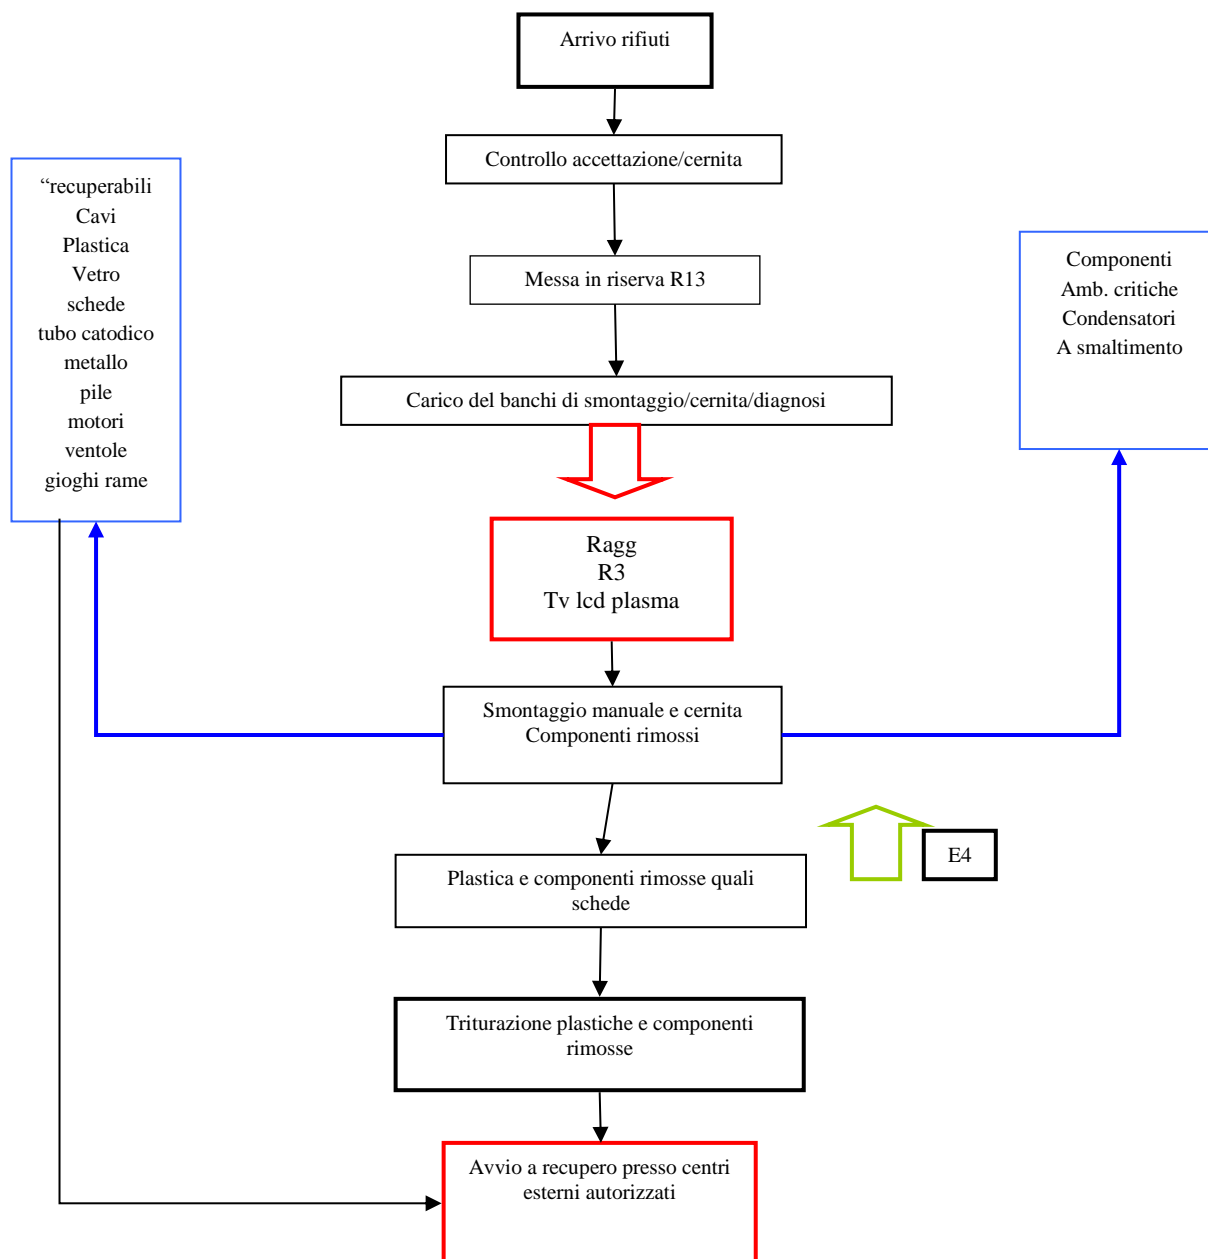 Arrivo rifiuti
Controllo accettazione/cernita
“recuperabili
Cavi
Plastica
Vetro
schede
tubo catodico
metallo
pile
motori
ventole
gioghi rame
Componenti
Amb. critiche
Condensatori
A smaltimento
Messa in riserva R13
Carico del banchi di smontaggio/cernita/diagnosi
Ragg
R3
Tv lcd plasma
Smontaggio manuale e cernita
Componenti rimossi
E4
Plastica e componenti rimosse quali
schede
Triturazione plastiche e componenti
rimosse
Avvio a recupero presso centri
esterni autorizzati